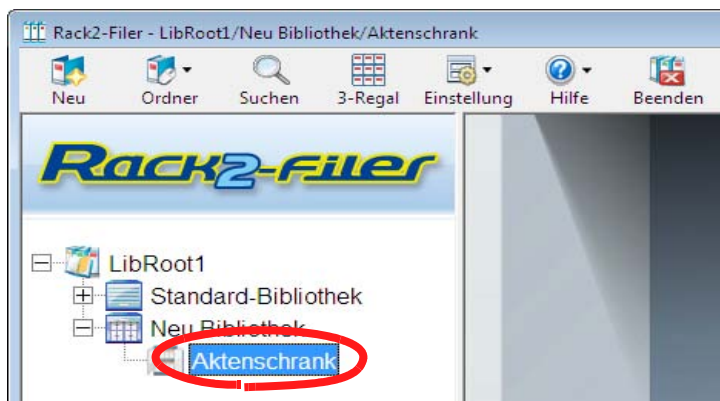 Rack2-Filer - LibRoot1/Neu Bibliothek/Aktenschrank
Neu Ordner Suchen 3-Regal Einstellung Hilfe Beenden
Rack2-Filer
LibRoot1
Standard-Bibliothek
Neu Bibliothek
Aktenschrank